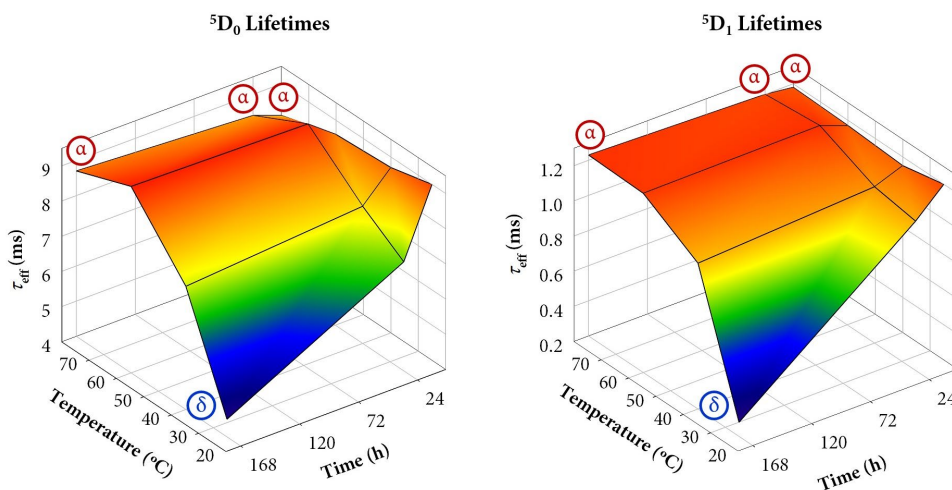 ⁵D₀ Lifetimes
α
α
α
9
8
7
6
5
4
τeff (ms)
70
60
50
40
30
20
Temperature (°C)
δ
168
120
72
24
Time (h)
⁵D₁ Lifetimes
α
α
α
1.2
1.0
0.8
0.6
0.4
0.2
τeff (ms)
70
60
50
40
30
20
Temperature (°C)
δ
168
120
72
24
Time (h)